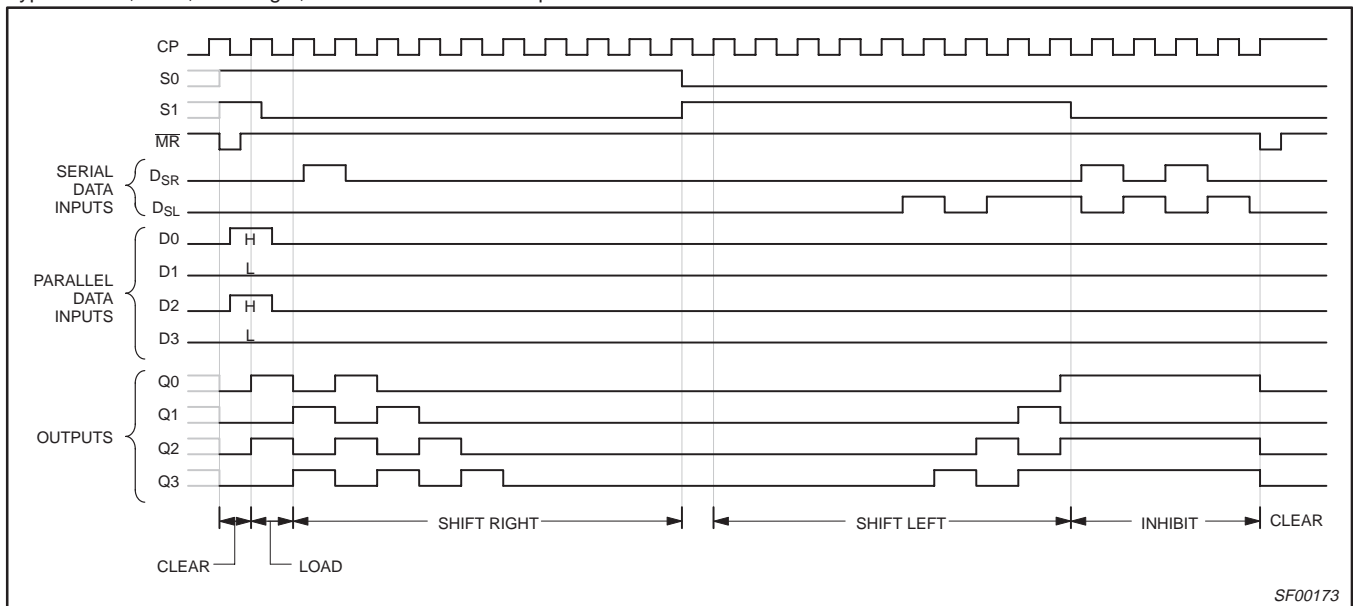 CP
S0
S1
MR
SERIAL
DATA
INPUTS
DSR
DSL
PARALLEL
DATA
INPUTS
D0
H
D1
L
D2
H
D3
L
OUTPUTS
Q0
Q1
Q2
Q3
SHIFT RIGHT
SHIFT LEFT
INHIBIT
CLEAR
CLEAR
LOAD
SF00173